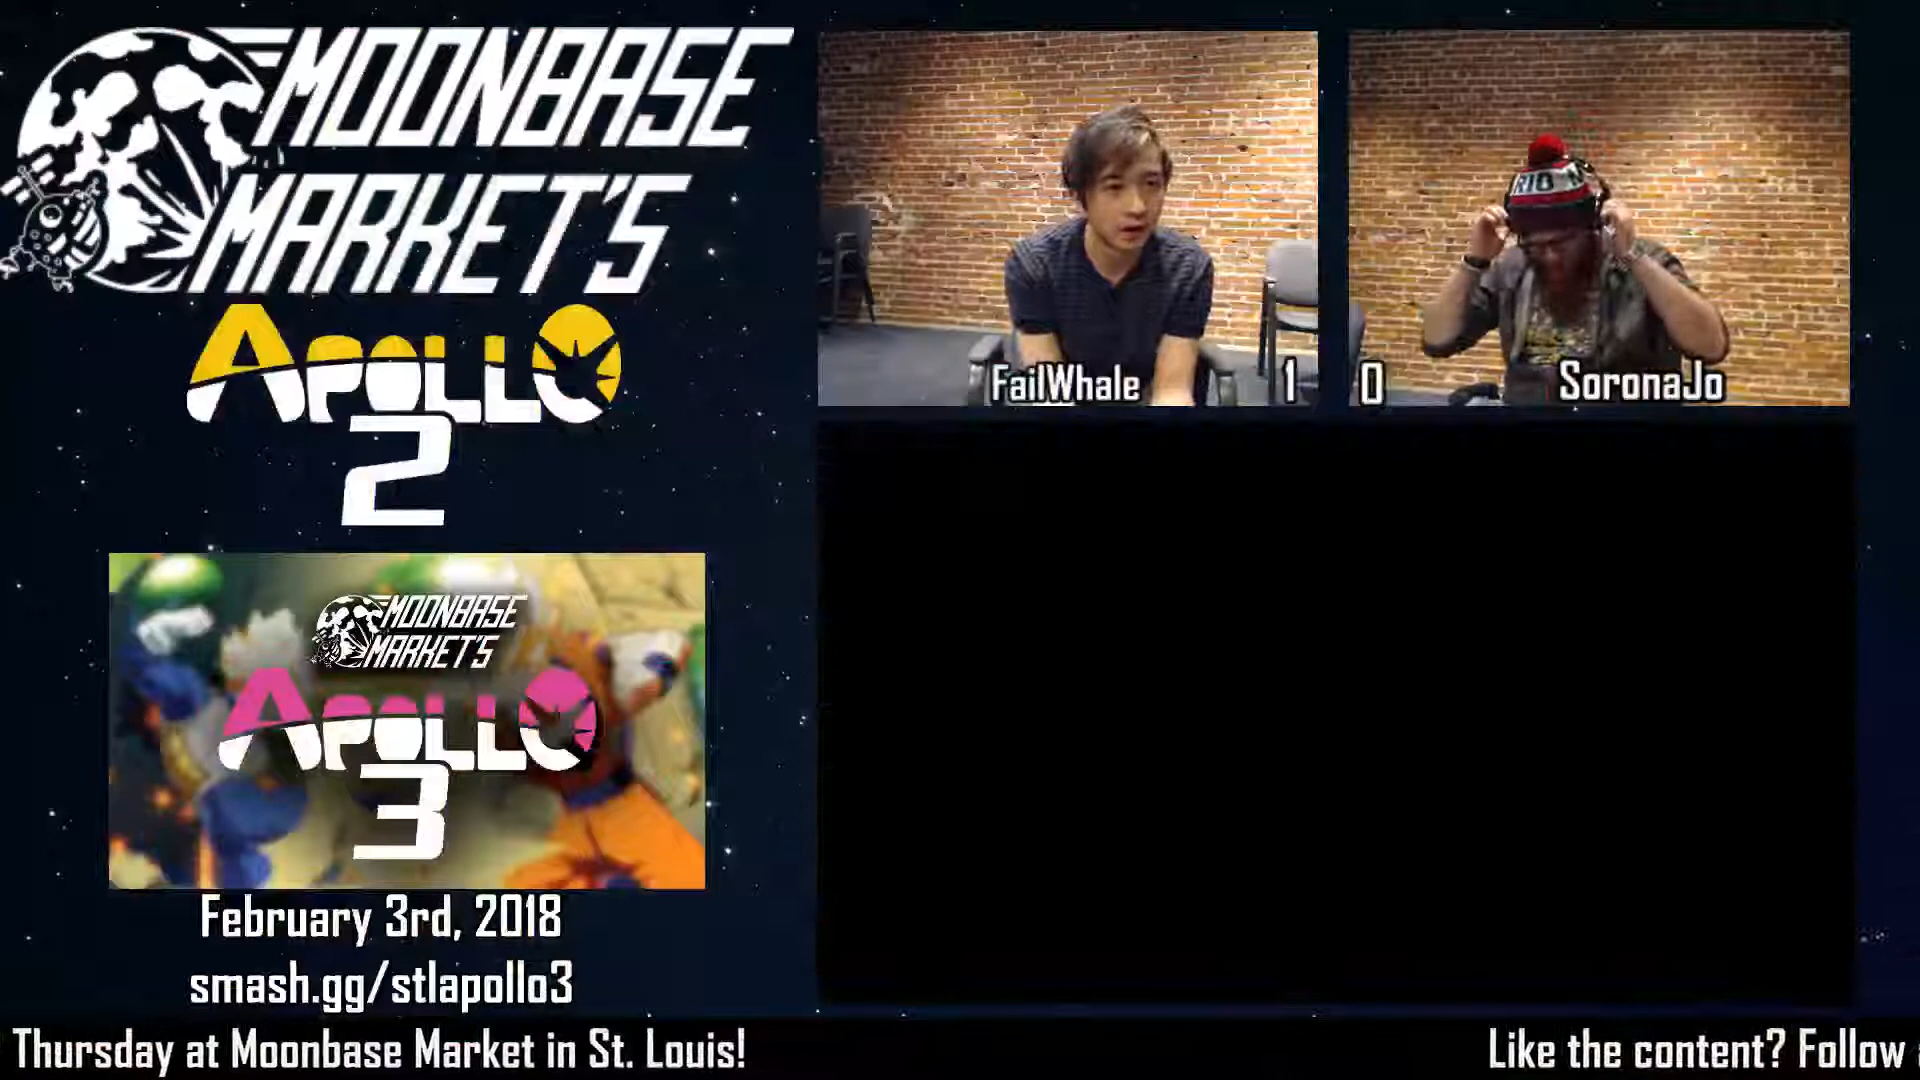 MOONBASE
MARKET'S
APOLLO
2
FailWhale 1
0 SoronaJo
RIO
MOONBASE
MARKET'S
APOLLO
3
February 3rd, 2018
smash.gg/stlapollo3
Thursday at Moonbase Market in St. Louis!
Like the content? Follow